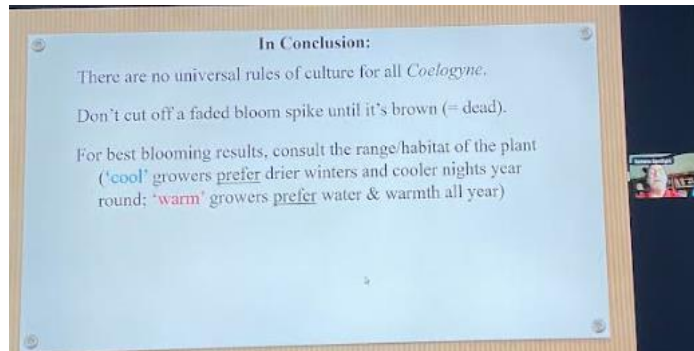 In Conclusion:
There are no universal rules of culture for all Coelogyne.
Don't cut off a faded bloom spike until it's brown (= dead).
For best blooming results, consult the range/habitat of the plant
('cool' growers prefer drier winters and cooler nights year
round; 'warm' growers prefer water & warmth all year)